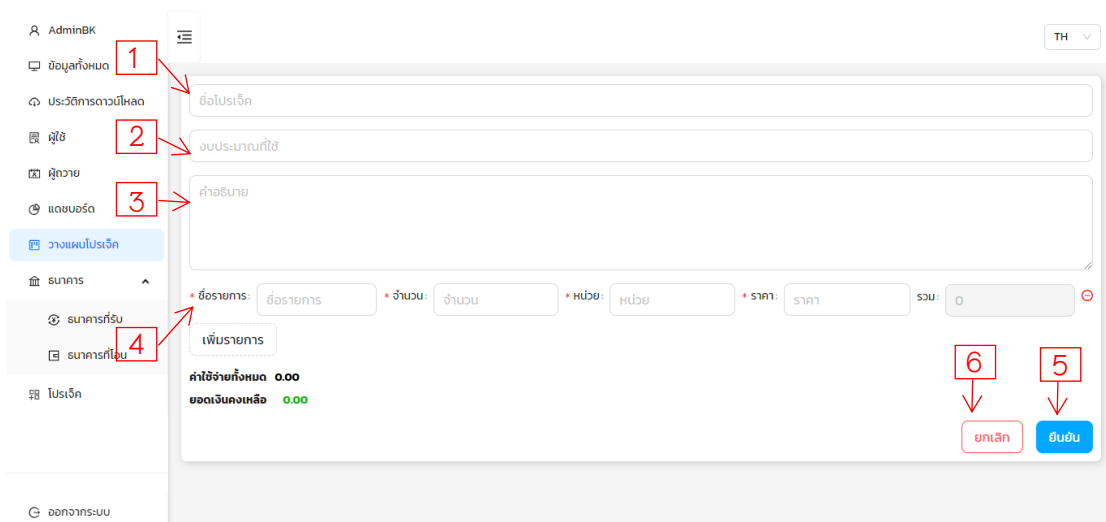 AdminBK
TH
ข้อมูลทั้งหมด
1
ประวัติการดาวน์โหลด
ชื่อโปรเจ็ค
ผู้ใช้
2
งบประมาณที่ใช้
ผู้ถวาย
แดชบอร์ด
3
คำอธิบาย
วางแผนโปรเจ็ค
ธนาคาร
* ชื่อรายการ: ชื่อรายการ * จำนวน: จำนวน * หน่วย: หน่วย * ราคา: ราคา รวม: 0
ธนาคารที่รับ
4
ธนาคารที่โอน
เพิ่มรายการ
6
5
ค่าใช้จ่ายทั้งหมด 0.00
โปรเจ็ค
ยอดเงินคงเหลือ 0.00
ยกเลิก
ยืนยัน
ออกจากระบบ